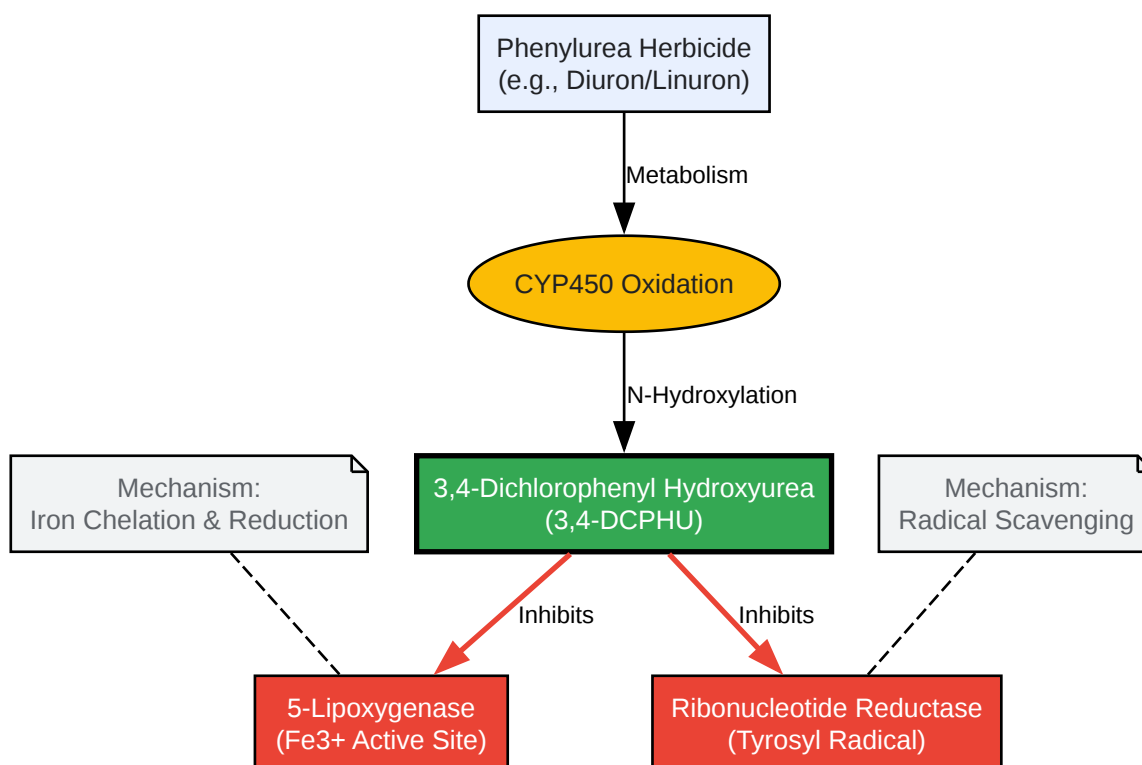 Phenylurea Herbicide
(e.g., Diuron/Linuron)
Metabolism
CYP450 Oxidation
N-Hydroxylation
Mechanism:
Iron Chelation & Reduction
3,4-Dichlorophenyl Hydroxyurea
(3,4-DCPHU)
Mechanism:
Radical Scavenging
Inhibits
Inhibits
5-Lipoxygenase
(Fe3+ Active Site)
Ribonucleotide Reductase
(Tyrosyl Radical)